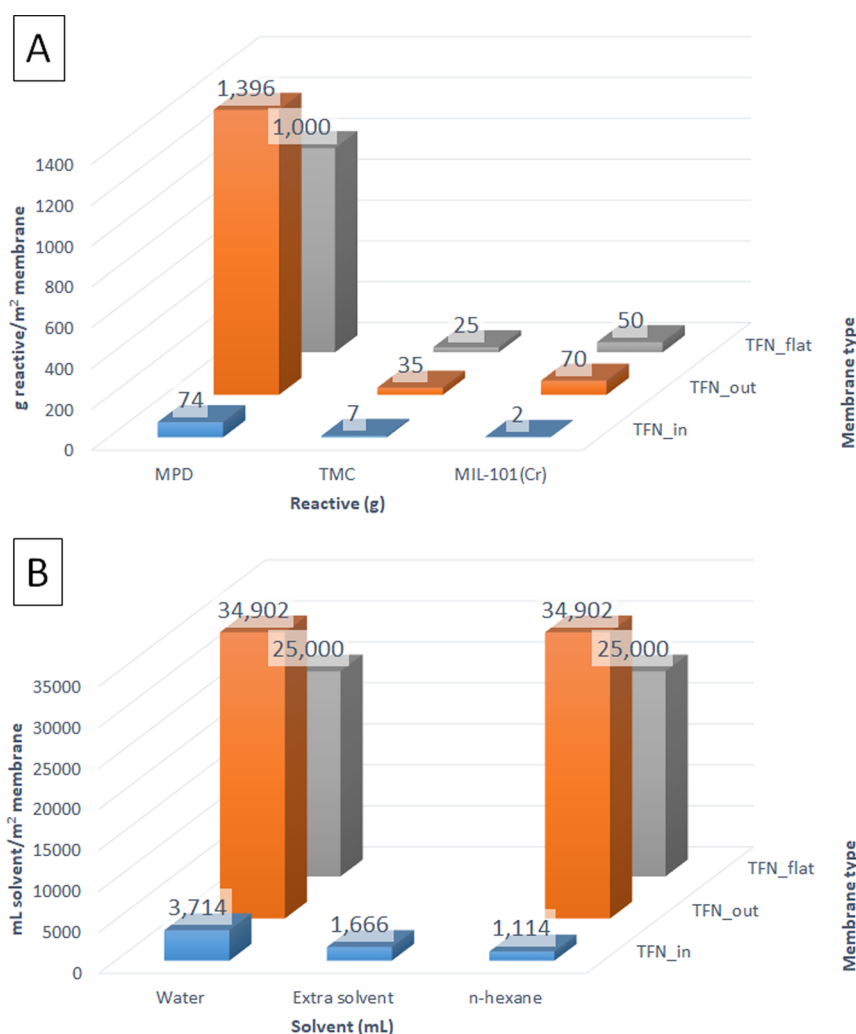 A
1,396
1,000
1400
1200
1000
800
600
400
200
0
g reactive/m² membrane
74
35
25
7
70
50
2
TFN_flat
TFN_out
TFN_in
Membrane type
MPD
TMC
MIL-101(Cr)
Reactive (g)
B
34,902
34,902
25,000
25,000
35000
30000
25000
20000
15000
10000
5000
0
mL solvent/m² membrane
3,714
1,666
1,114
TFN_flat
TFN_out
TFN_in
Membrane type
Water
Extra solvent
n-hexane
Solvent (mL)